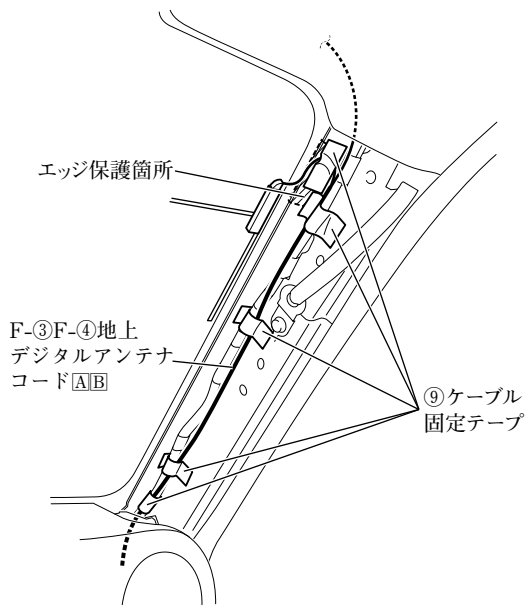 エッジ保護箇所
F-③F-④地上
デジタルアンテナ
コード🄰🄱
⑨ケーブル
固定テープ